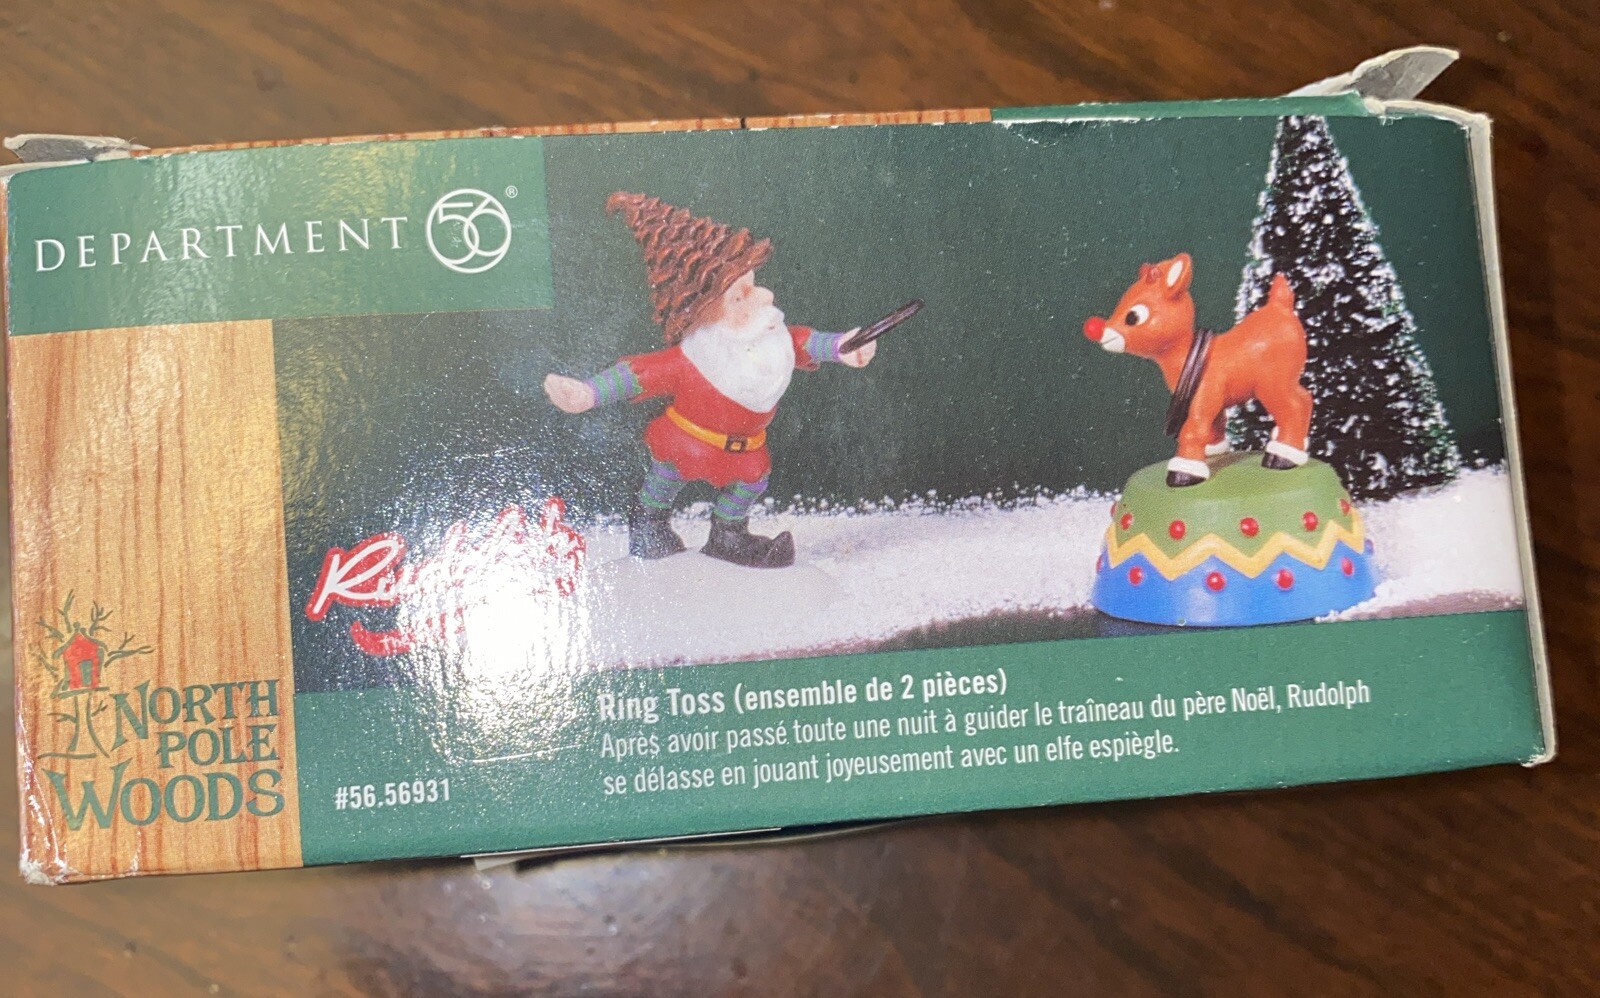 DEPARTMENT 56®
Ring Toss (ensemble de 2 pièces)
Après avoir passé toute une nuit à guider le traîneau du père Noël, Rudolph
se délasse en jouant joyeusement avec un elfe espiègle.
#56.56931
NORTH
POLE
WOODS